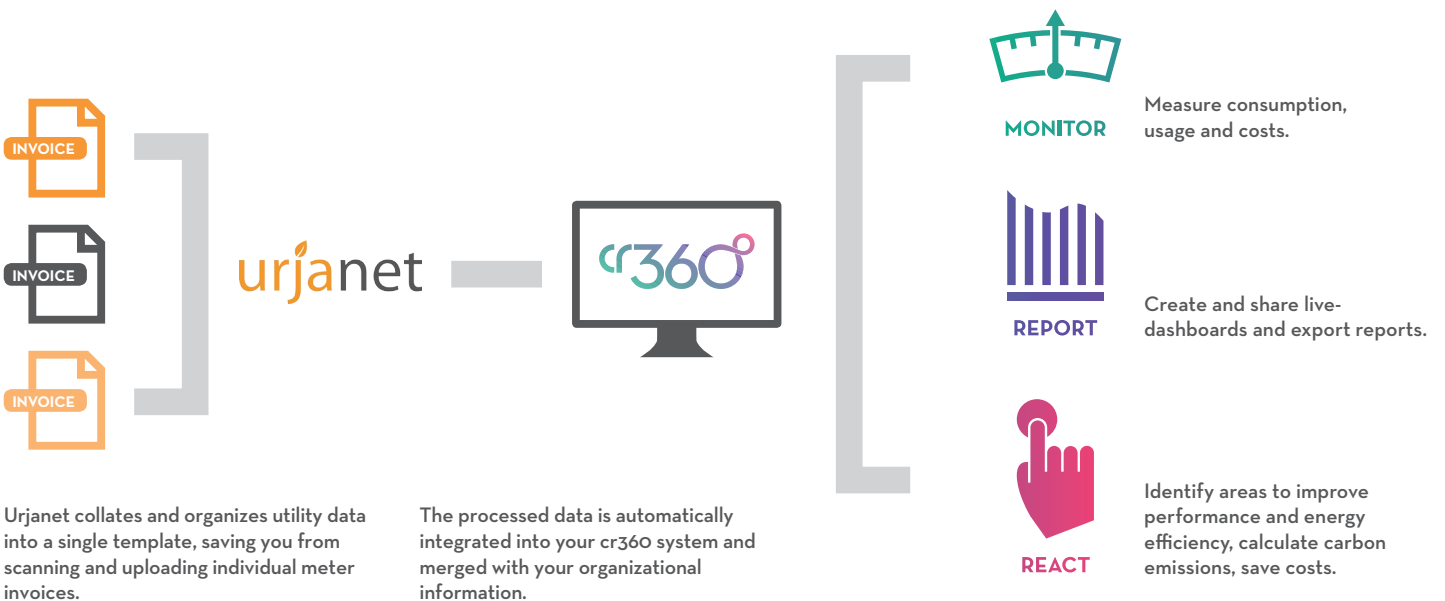 INVOICE
INVOICE
INVOICE
urjanet
cr360°
Urjanet collates and organizes utility data
into a single template, saving you from
scanning and uploading individual meter
invoices.
The processed data is automatically
integrated into your cr360 system and
merged with your organizational
information.
MONITOR
Measure consumption,
usage and costs.
REPORT
Create and share live-
dashboards and export reports.
REACT
Identify areas to improve
performance and energy
efficiency, calculate carbon
emissions, save costs.